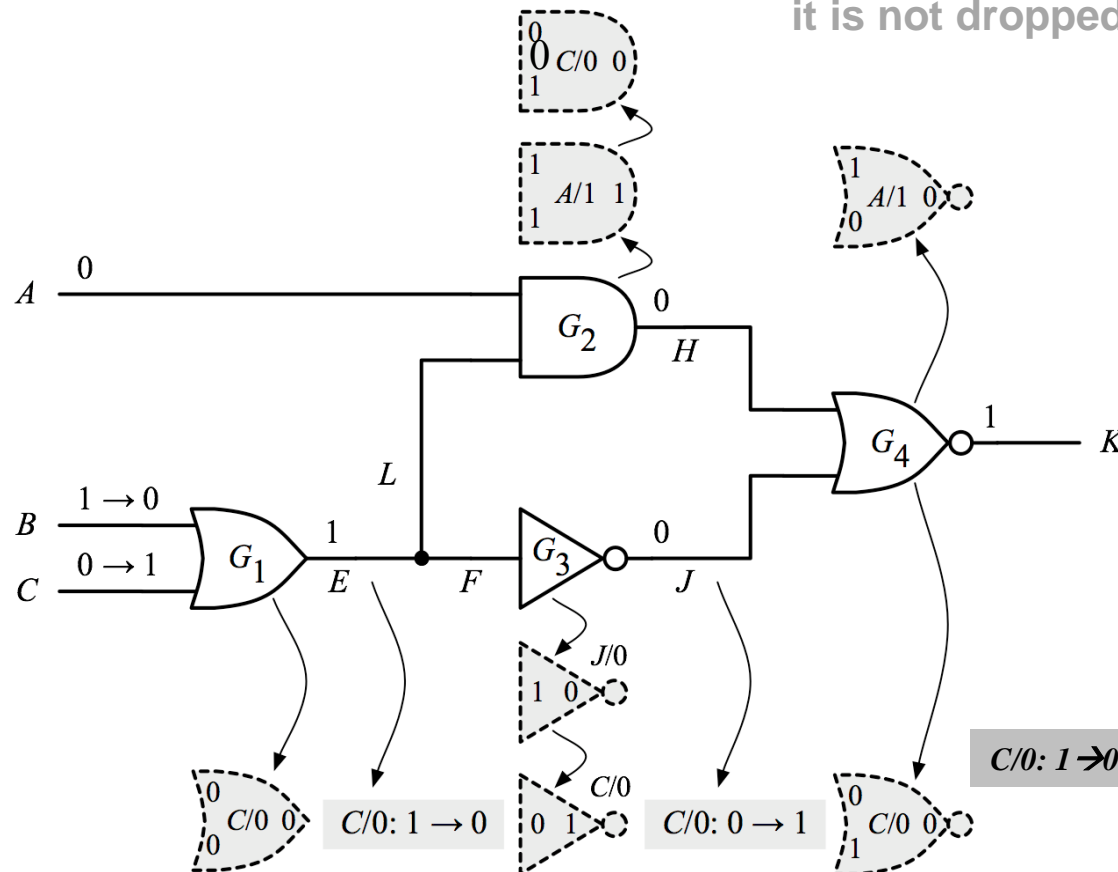 it is not dropped
0
0 C/0 0
1
1
A/1 1
1
1
A/1 0
0
0
A
0
G2
H
1
G4
K
L
1 → 0
B
1
0
G1
G3
0 → 1
C
E
F
J
J/0
1 0
C/0: 1→0
C/0
0
C/0 0
0
C/0: 1 → 0
0 1
C/0: 0 → 1
0
C/0 0
1